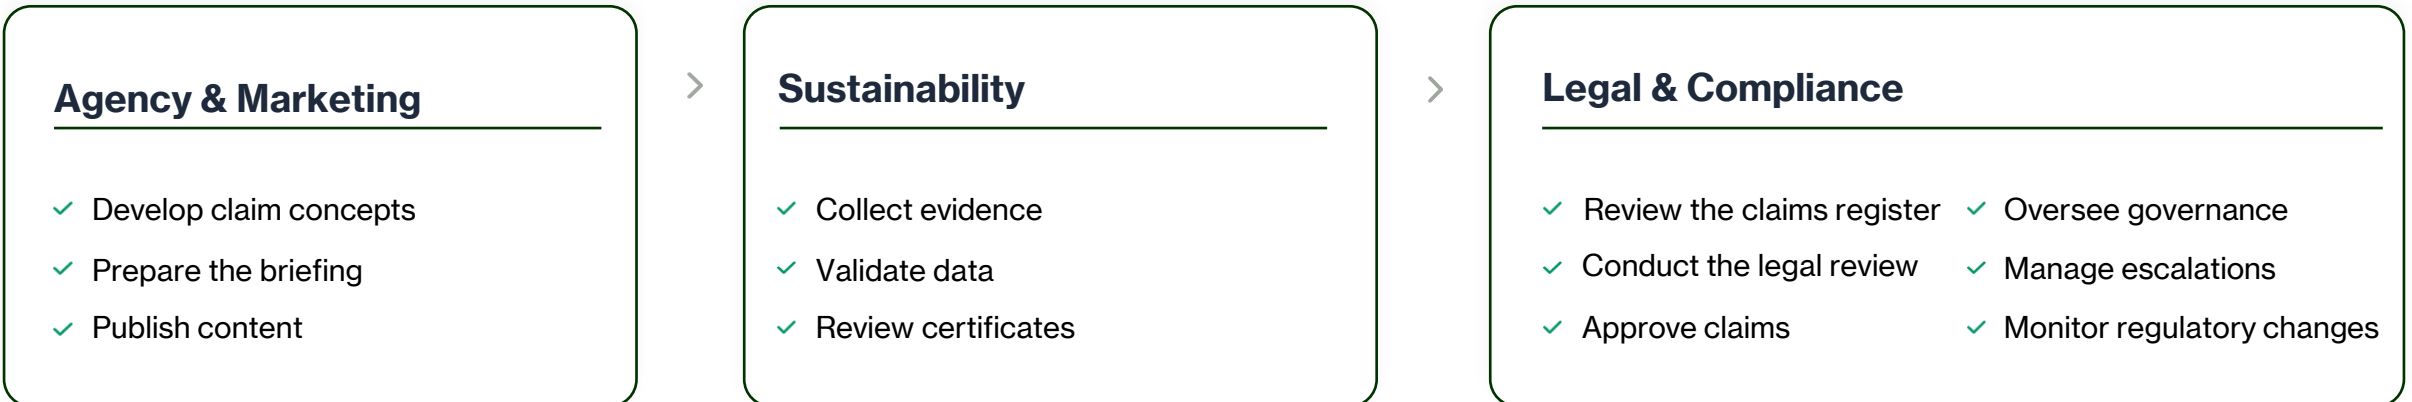 Agency & Marketing
Develop claim concepts
Prepare the briefing
Publish content
Sustainability
Collect evidence
Validate data
Review certificates
Legal & Compliance
Review the claims register
Conduct the legal review
Approve claims
Oversee governance
Manage escalations
Monitor regulatory changes